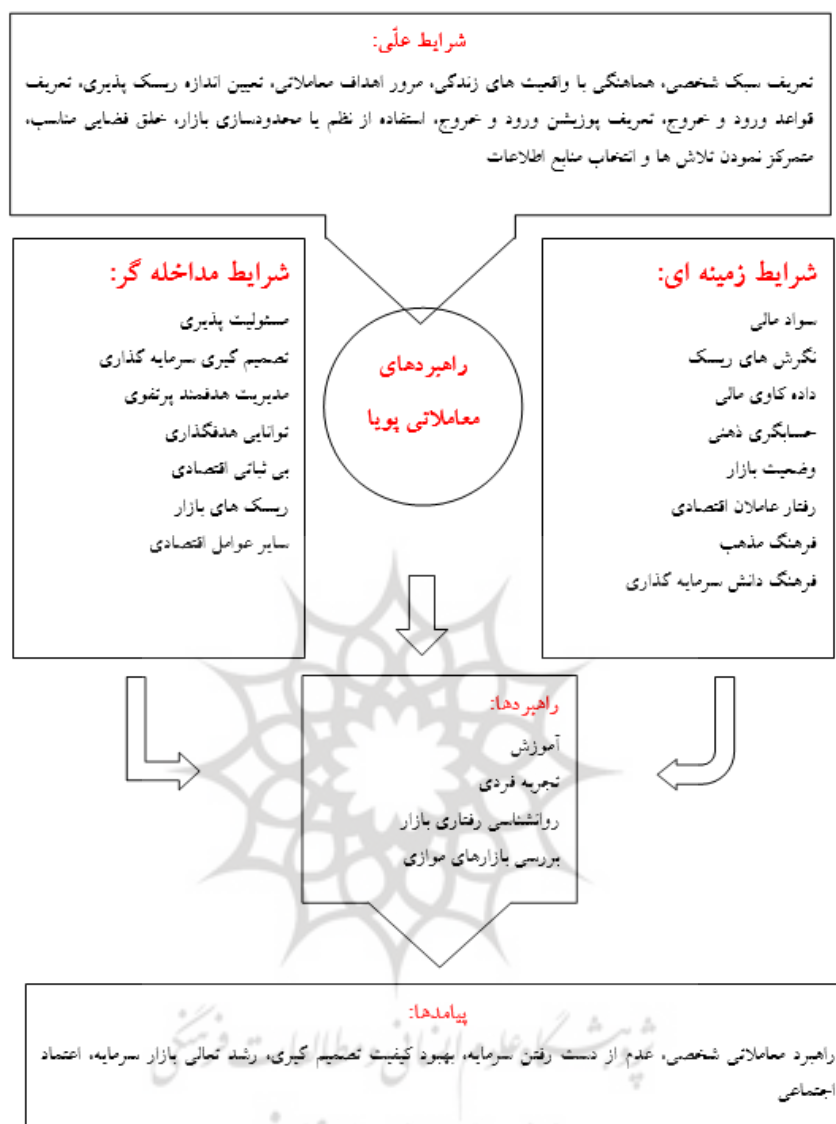 شرایط علّی:
تعریف سبک شخصی، هماهنگی با واقعیت های زندگی، مرور اهداف معاملاتی، تعیین اندازه ریسک پذیری، تعریف
قواعد ورود و خروج، تعریف پوزیشن ورود و خروج، استفاده از نظم یا محدودسازی بازار، خلق فضایی مناسب،
متمرکز نمودن تلاش ها و انتخاب منابع اطلاعات
شرایط زمینه ای:
سواد مالی
نگرش های ریسک
داده کاوی مالی
حسابگری ذهنی
وضعیت بازار
رفتار عاملان اقتصادی
فرهنگ مذهب
فرهنگ دانش سرمایه گذاری
راهبردهای
معاملاتی پویا
شرایط مداخله گر:
مسئولیت پذیری
تصمیم گیری سرمایه گذاری
مدیریت هدفمند پرتفوی
توانایی هدفگذاری
بی ثباتی اقتصادی
ریسک های بازار
سایر عوامل اقتصادی
راهبردها:
آموزش
تجربه فردی
روانشناسی رفتاری بازار
بررسی بازارهای موازی
پیامدها:
راهبرد معاملاتی شخصی، عدم از دست رفتن سرمایه، بهبود کیفیت تصمیم گیری، رشد تعالی بازار سرمایه، اعتماد
اجتماعی
پژوهشگاه علوم انسانی و مطالعات فرهنگی